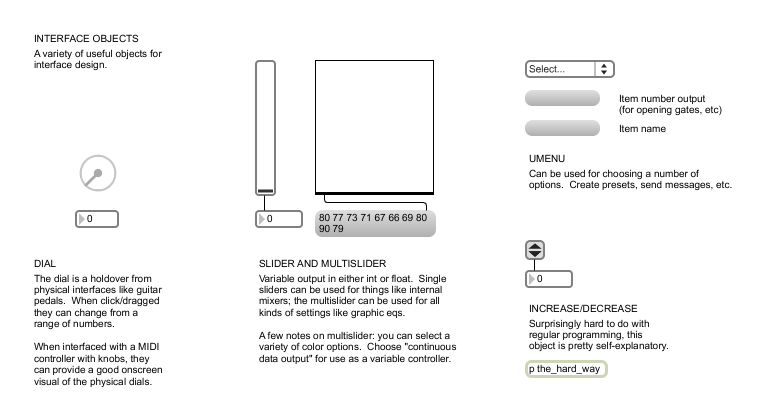 INTERFACE OBJECTS
A variety of useful objects for
interface design.
0
DIAL
The dial is a holdover from
physical interfaces like guitar
pedals. When click/dragged
they can change from a
range of numbers.
When interfaced with a MIDI
controller with knobs, they
can provide a good onscreen
visual of the physical dials.
0
80 77 73 71 67 66 69 80
90 79
SLIDER AND MULTISLIDER
Variable output in either int or float. Single
sliders can be used for things like internal
mixers; the multislider can be used for all
kinds of settings like graphic eqs.
A few notes on multislider: you can select a
variety of color options. Choose "continuous
data output" for use as a variable controller.
Select...
Item number output
(for opening gates, etc)
Item name
UMENU
Can be used for choosing a number of
options. Create presets, send messages, etc.
0
INCREASE/DECREASE
Surprisingly hard to do with
regular programming, this
object is pretty self-explanatory.
p the_hard_way